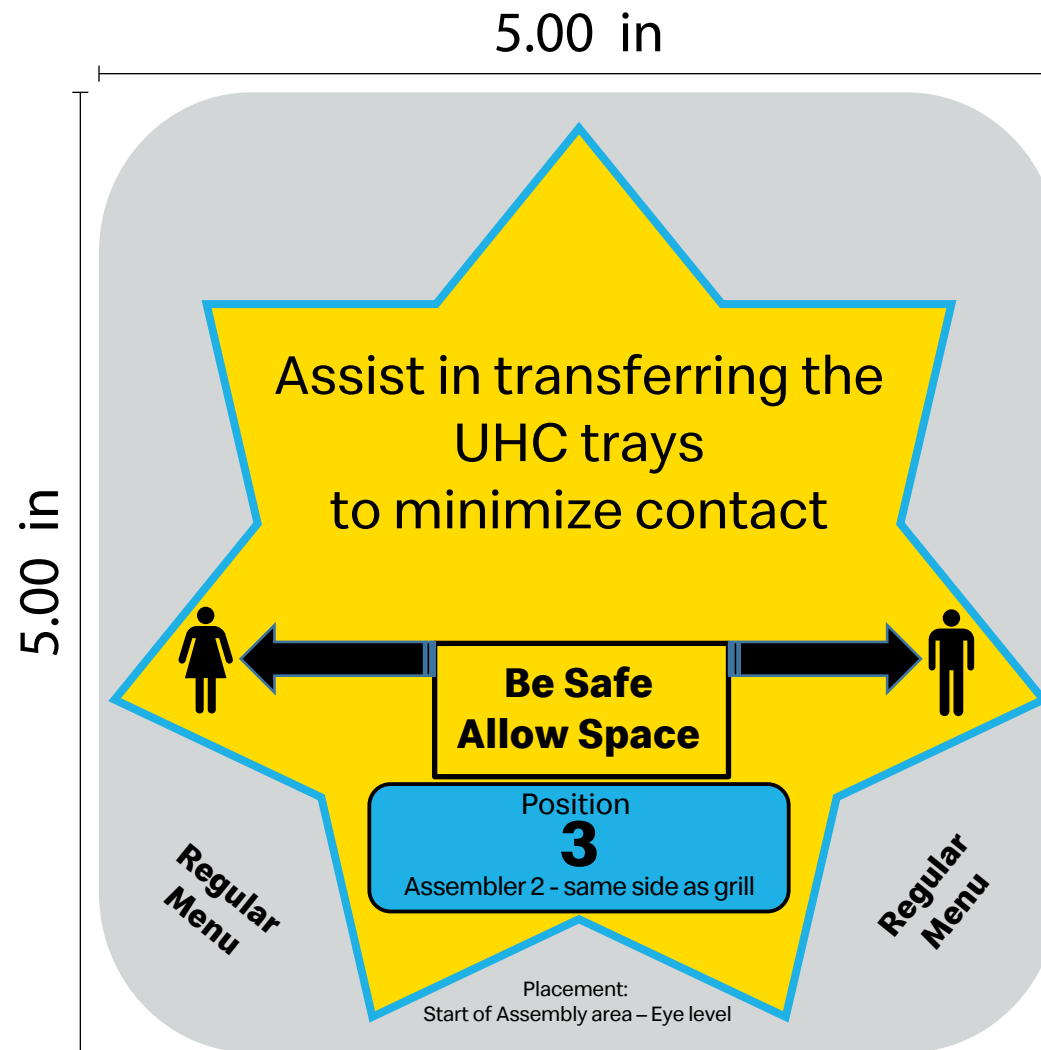 5.00 in
5.00 in
Assist in transferring the
UHC trays
to minimize contact
Be Safe
Allow Space
Position
3
Assembler 2 - same side as grill
Regular
Menu
Regular
Menu
Placement:
Start of Assembly area – Eye level